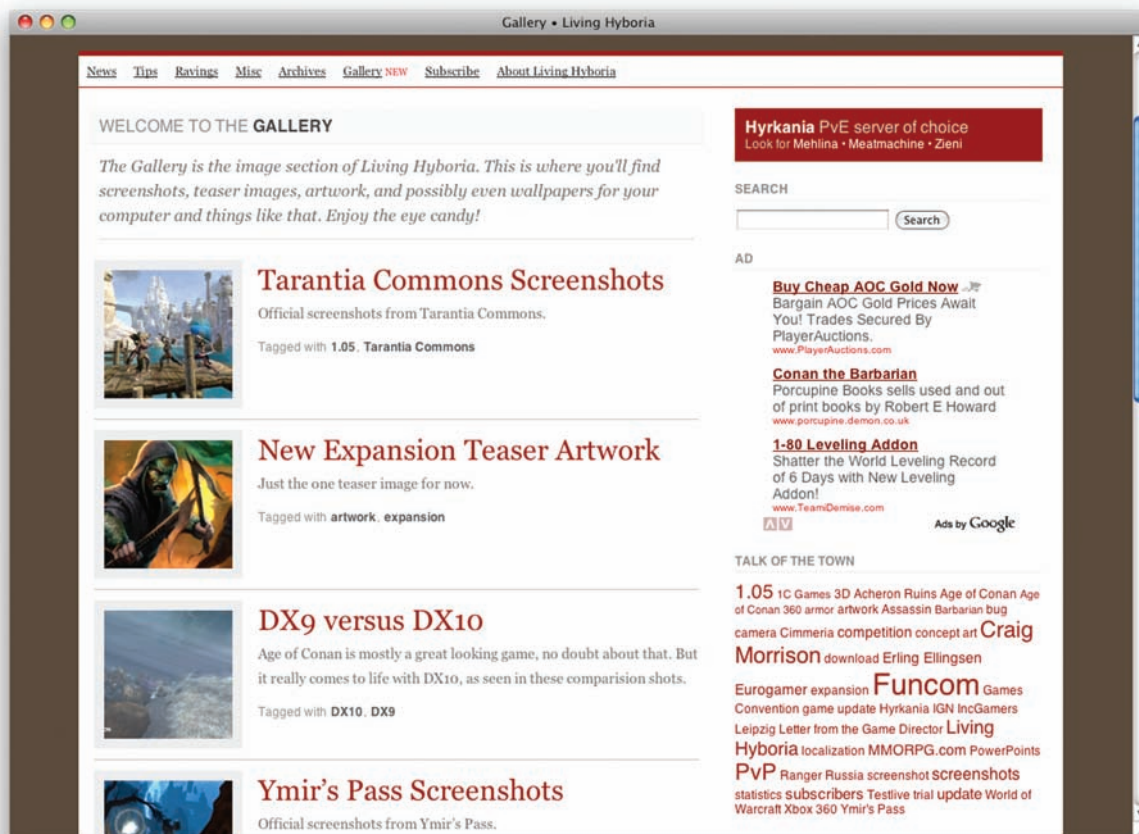 Gallery • Living Hyboria
News Tips Ravings Misc Archives Gallery NEW Subscribe About Living Hyboria
WELCOME TO THE GALLERY
The Gallery is the image section of Living Hyboria. This is where you'll find
screenshots, teaser images, artwork, and possibly even wallpapers for your
computer and things like that. Enjoy the eye candy!
Tarantia Commons Screenshots
Official screenshots from Tarantia Commons.
Tagged with 1.05, Tarantia Commons
New Expansion Teaser Artwork
Just the one teaser image for now.
Tagged with artwork, expansion
DX9 versus DX10
Age of Conan is mostly a great looking game, no doubt about that. But
it really comes to life with DX10, as seen in these comparision shots.
Tagged with DX10, DX9
Ymir's Pass Screenshots
Official screenshots from Ymir's Pass.
Hyrkania PvE server of choice
Look for Mehlina • Meatmachine • Zieni
SEARCH
Search
AD
Buy Cheap AOC Gold Now
Bargain AOC Gold Prices Await
You! Trades Secured By
PlayerAuctions.
www.PlayerAuctions.com
Conan the Barbarian
Porcupine Books sells used and out
of print books by Robert E Howard
www.porcupine.demon.co.uk
1-80 Leveling Addon
Shatter the World Leveling Record
of 6 Days with New Leveling
Addon!
www.TeamiDemise.com
Ads by Google
TALK OF THE TOWN
1.05 1C Games 3D Acheron Ruins Age of Conan Age
of Conan 360 armor artwork Assassin Barbarian bug
camera Cimmeria competition concept art Craig
Morrison download Erling Ellingsen
Eurogamer expansion Funcom Games
Convention game update Hyrkania IGN IncGamers
Leipzig Letter from the Game Director Living
Hyboria localization MMORPG.com PowerPoints
PvP Ranger Russia screenshot screenshots
statistics subscribers Testlive trial update World of
Warcraft Xbox 360 Ymir's Pass